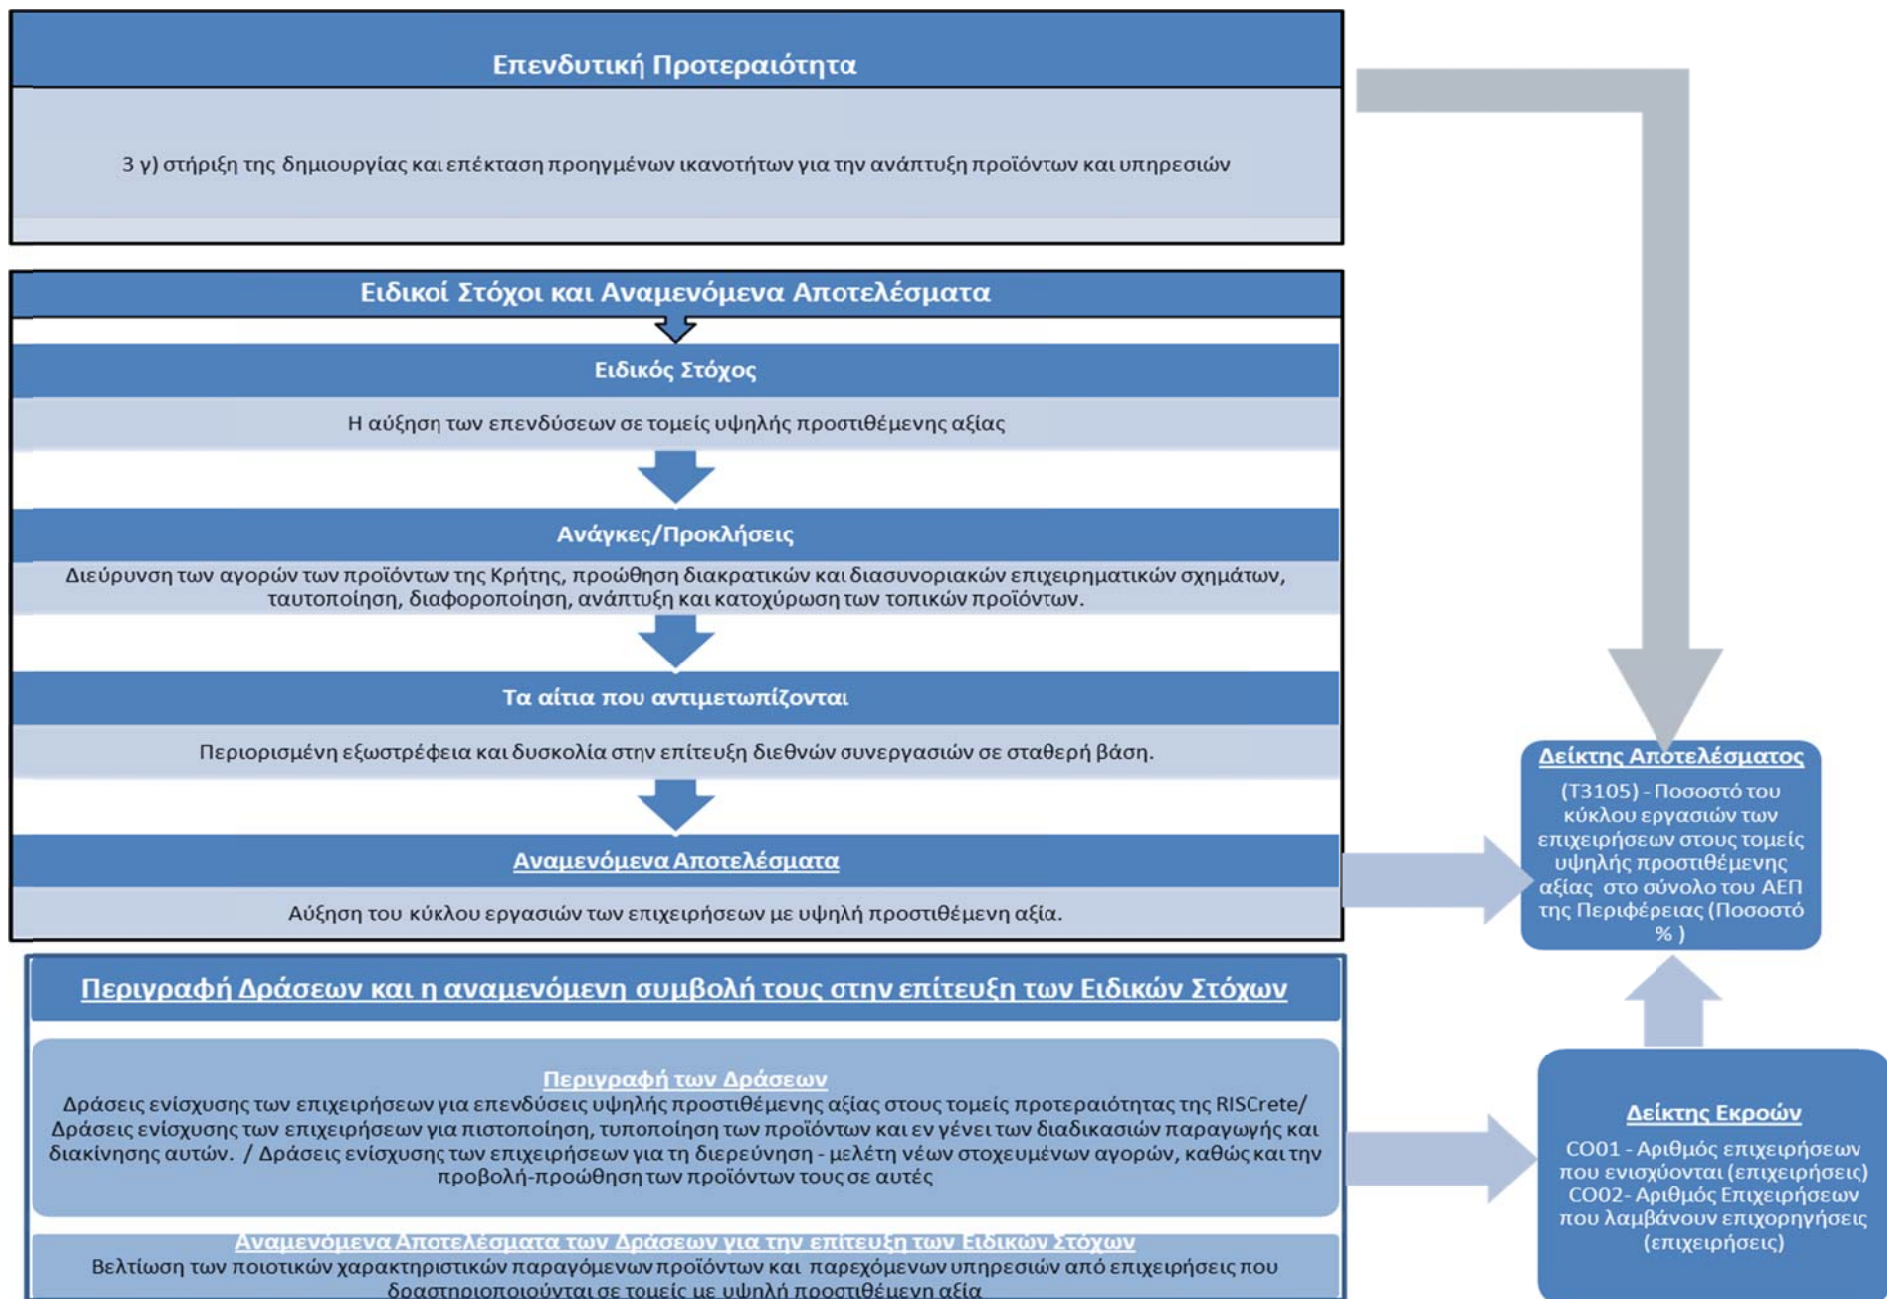 Επενδυτική Προτεραιότητα
3 γ) στήριξη της δημιουργίας και επέκταση προηγμένων ικανοτήτων για την ανάπτυξη προϊόντων και υπηρεσιών
Ειδικοί Στόχοι και Αναμενόμενα Αποτελέσματα
Ειδικός Στόχος
Η αύξηση των επενδύσεων σε τομείς υψηλής προστιθέμενης αξίας
Ανάγκες/Προκλήσεις
Διεύρυνση των αγορών των προϊόντων της Κρήτης, προώθηση διακρατικών και διασυνοριακών επιχειρηματικών σχημάτων,
ταυτοποίηση, διαφοροποίηση, ανάπτυξη και κατοχύρωση των τοπικών προϊόντων.
Τα αίτια που αντιμετωπίζονται
Περιορισμένη εξωστρέφεια και δυσκολία στην επίτευξη διεθνών συνεργασιών σε σταθερή βάση.
Αναμενόμενα Αποτελέσματα
Αύξηση του κύκλου εργασιών των επιχειρήσεων με υψηλή προστιθέμενη αξία.
Δείκτης Αποτελέσματος
(Τ3105) - Ποσοστό του
κύκλου εργασιών των
επιχειρήσεων στους τομείς
υψηλής προστιθέμενης
αξίας στο σύνολο του ΑΕΠ
της Περιφέρειας (Ποσοστό
% )
Περιγραφή Δράσεων και η αναμενόμενη συμβολή τους στην επίτευξη των Ειδικών Στόχων
Περιγραφή των Δράσεων
Δράσεις ενίσχυσης των επιχειρήσεων για επενδύσεις υψηλής προστιθέμενης αξίας στους τομείς προτεραιότητας της RISCrete/
Δράσεις ενίσχυσης των επιχειρήσεων για πιστοποίηση, τυποποίηση των προϊόντων και εν γένει των διαδικασιών παραγωγής και
διακίνησης αυτών. / Δράσεις ενίσχυσης των επιχειρήσεων για τη διερεύνηση - μελέτη νέων στοχευμένων αγορών, καθώς και την
προβολή-προώθηση των προϊόντων τους σε αυτές
Αναμενόμενα Αποτελέσματα των Δράσεων για την επίτευξη των Ειδικών Στόχων
Βελτίωση των ποιοτικών χαρακτηριστικών παραγόμενων προϊόντων και παρεχόμενων υπηρεσιών από επιχειρήσεις που
δραστηριοποιούνται σε τομείς με υψηλή προστιθέμενη αξία
Δείκτης Εκροών
CO01 - Αριθμός επιχειρήσεων
που ενισχύονται (επιχειρήσεις)
CO02- Αριθμός Επιχειρήσεων
που λαμβάνουν επιχορηγήσεις
(επιχειρήσεις)